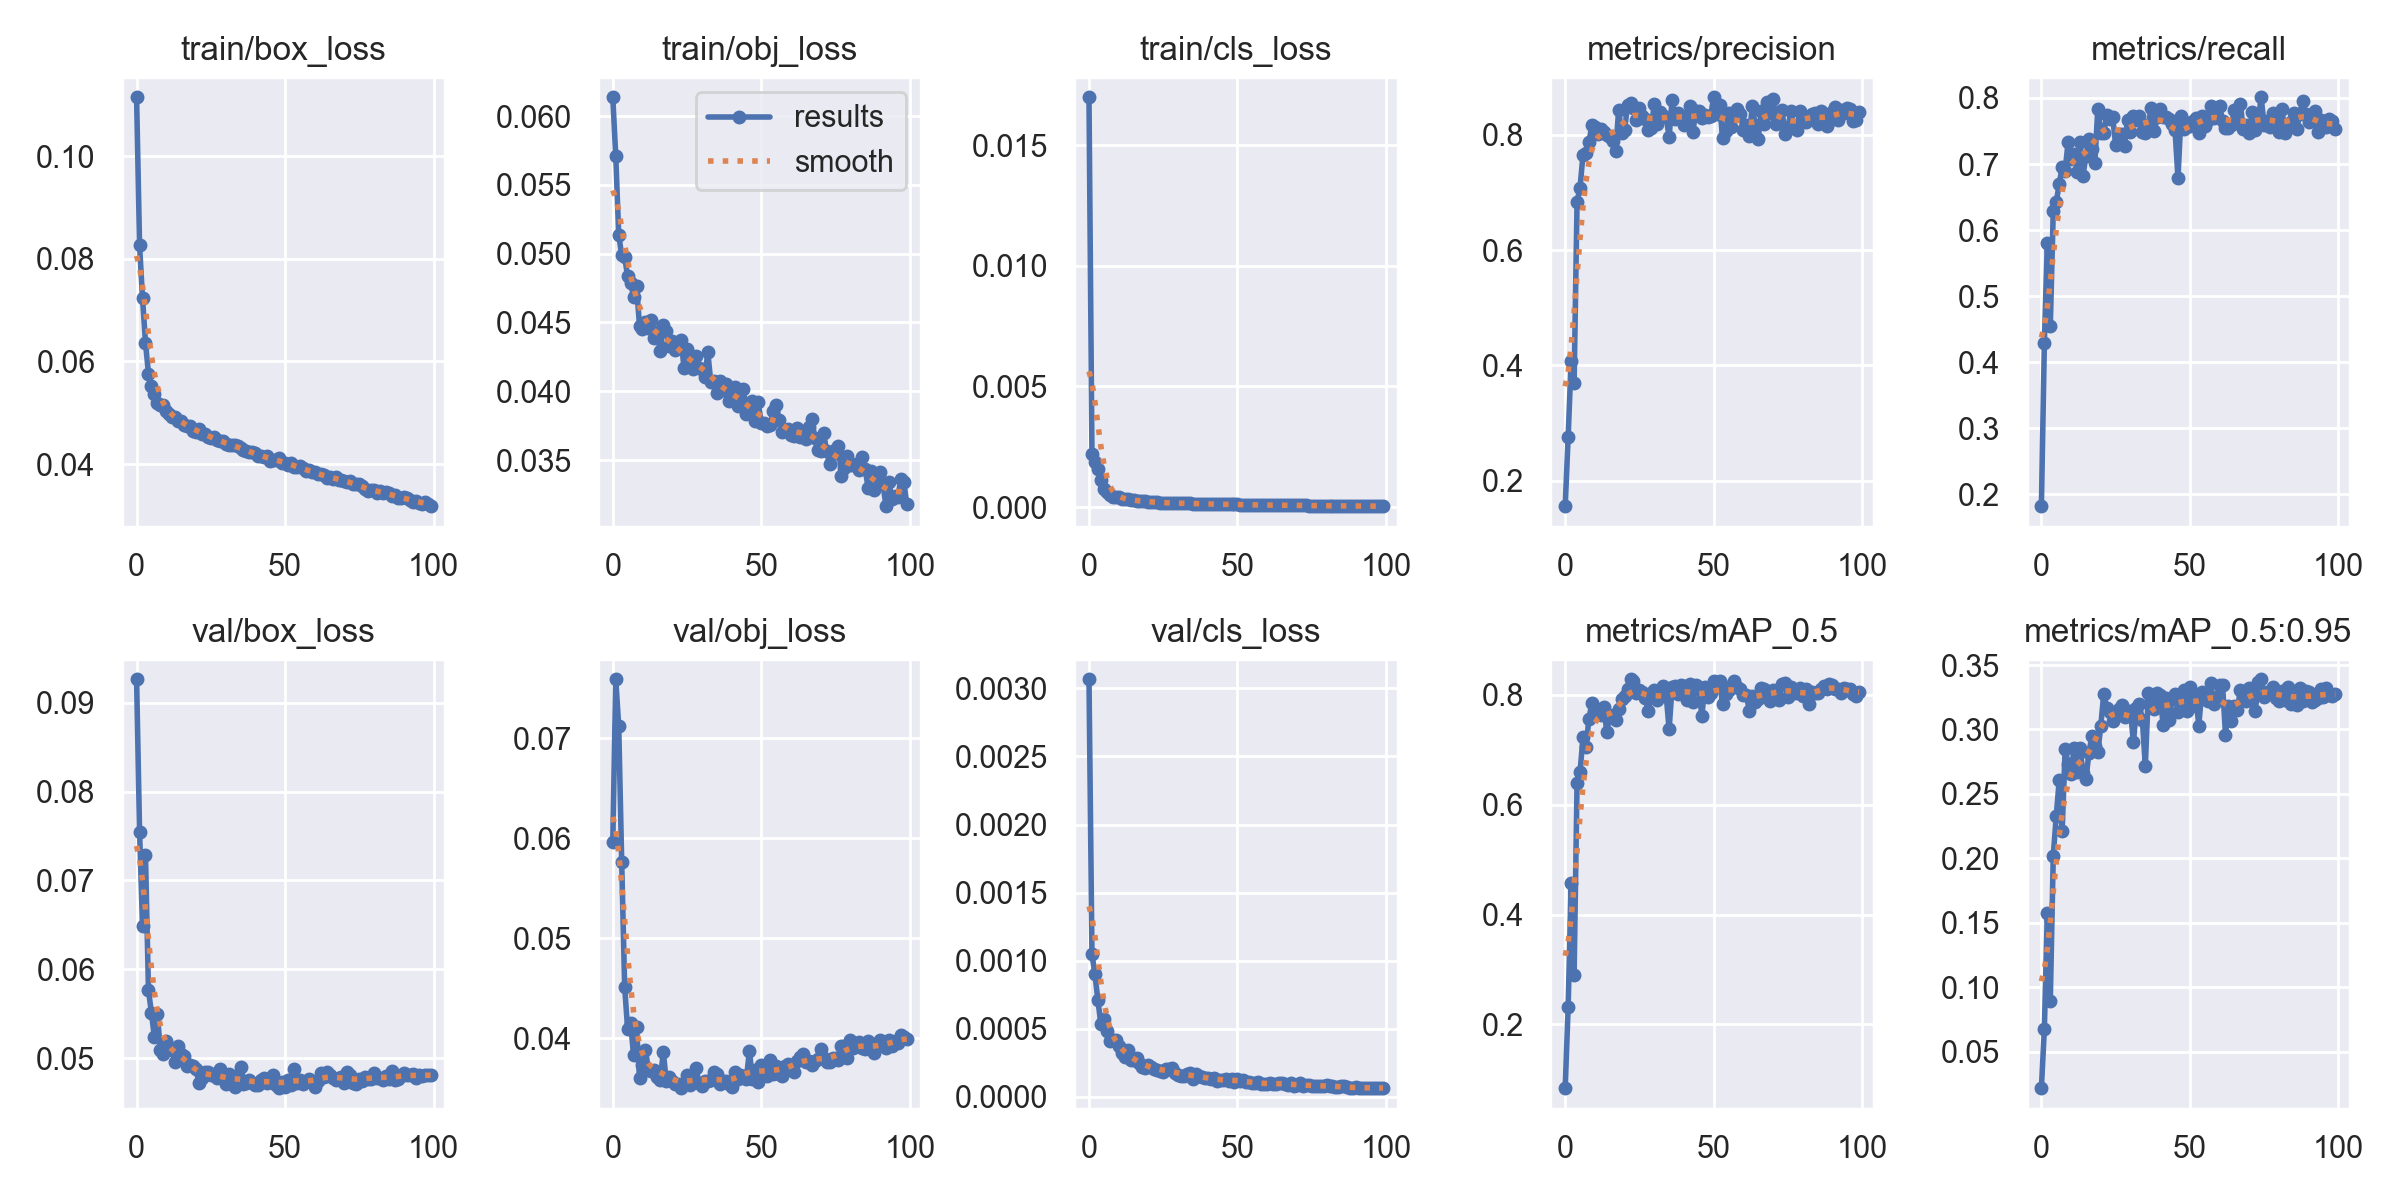 train/box_loss
0.10
0.08
0.06
0.04
0 50 100
train/obj_loss
results
smooth
0.060
0.055
0.050
0.045
0.040
0.035
0 50 100
train/cls_loss
0.015
0.010
0.005
0.000
0 50 100
metrics/precision
0.8
0.6
0.4
0.2
0 50 100
metrics/recall
0.8
0.7
0.6
0.5
0.4
0.3
0.2
0 50 100
val/box_loss
0.09
0.08
0.07
0.06
0.05
0 50 100
val/obj_loss
0.07
0.06
0.05
0.04
0 50 100
val/cls_loss
0.0030
0.0025
0.0020
0.0015
0.0010
0.0005
0.0000
0 50 100
metrics/mAP_0.5
0.8
0.6
0.4
0.2
0 50 100
metrics/mAP_0.5:0.95
0.35
0.30
0.25
0.20
0.15
0.10
0.05
0 50 100